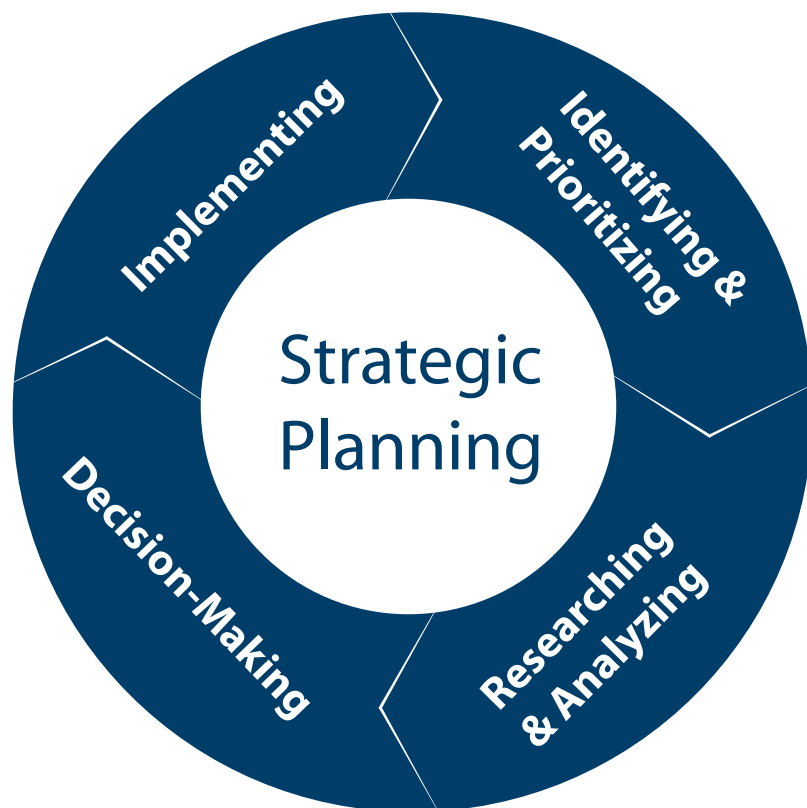 Strategic
Planning
Identifying &
Prioritizing
Researching
& Analyzing
Decision-Making
Implementing